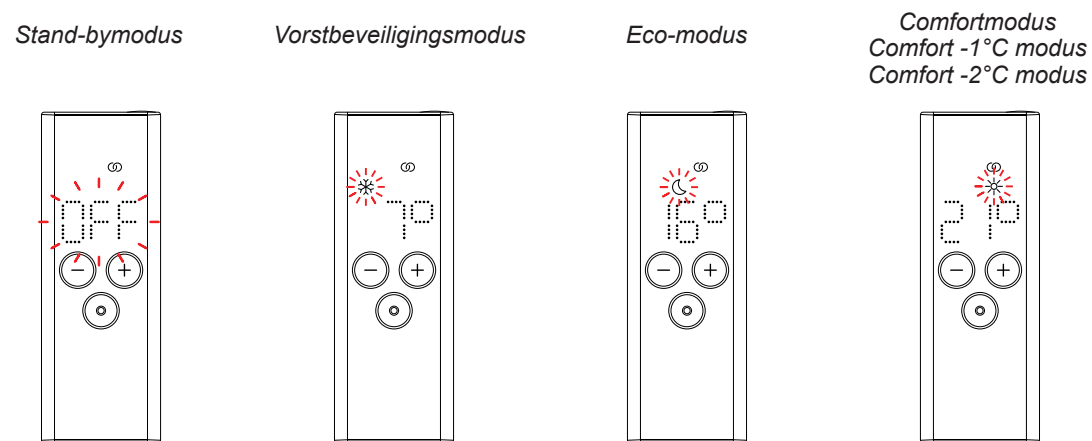 Stand-bymodus
Vorstbeveiligingsmodus
Eco-modus
Comfortmodus
Comfort -1°C modus
Comfort -2°C modus
OFF
7°
16°
21°